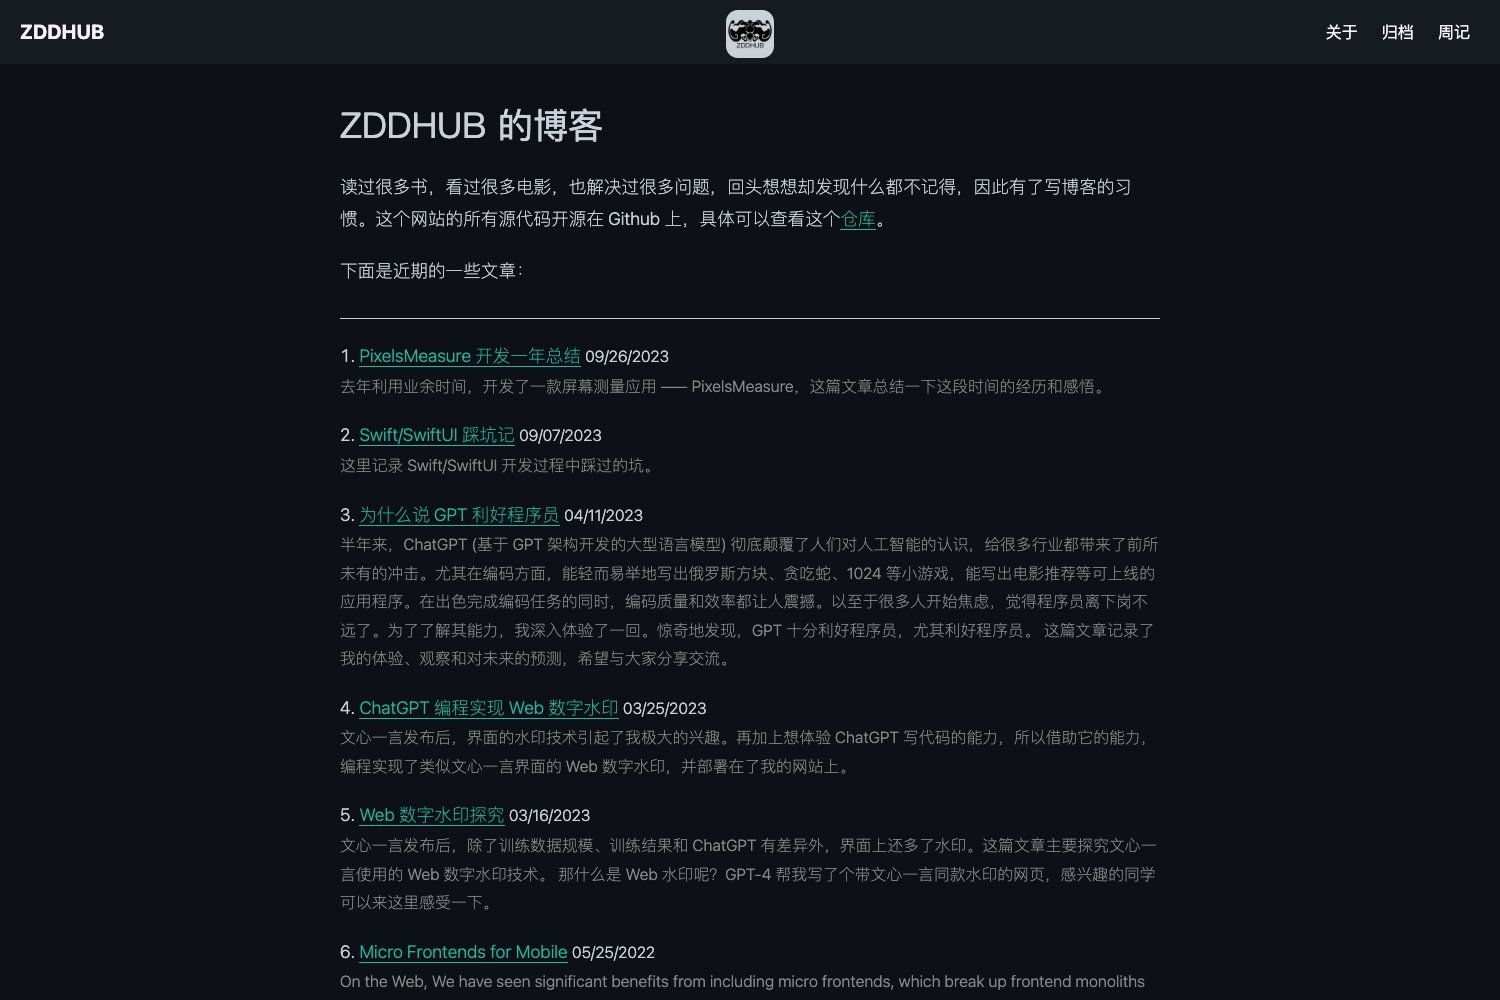 ZDDHUB
ZDDHUB
关于 归档 周记
ZDDHUB 的博客
读过很多书，看过很多电影，也解决过很多问题，回头想想却发现什么都不记得，因此有了写博客的习
惯。这个网站的所有源代码开源在 Github 上，具体可以查看这个仓库。
下面是近期的一些文章：
1. PixelsMeasure 开发一年总结 09/26/2023
去年利用业余时间，开发了一款屏幕测量应用 —— PixelsMeasure，这篇文章总结一下这段时间的经历和感悟。
2. Swift/SwiftUI 踩坑记 09/07/2023
这里记录 Swift/SwiftUI 开发过程中踩过的坑。
3. 为什么说 GPT 利好程序员 04/11/2023
半年来，ChatGPT (基于 GPT 架构开发的大型语言模型) 彻底颠覆了人们对人工智能的认识，给很多行业都带来了前所
未有的冲击。尤其在编码方面，能轻而易举地写出俄罗斯方块、贪吃蛇、1024 等小游戏，能写出电影推荐等可上线的
应用程序。在出色完成编码任务的同时，编码质量和效率都让人震撼。以至于很多人开始焦虑，觉得程序员离下岗不
远了。为了了解其能力，我深入体验了一回。惊奇地发现，GPT 十分利好程序员，尤其利好程序员。 这篇文章记录了
我的体验、观察和对未来的预测，希望与大家分享交流。
4. ChatGPT 编程实现 Web 数字水印 03/25/2023
文心一言发布后，界面的水印技术引起了我极大的兴趣。再加上想体验 ChatGPT 写代码的能力，所以借助它的能力，
编程实现了类似文心一言界面的 Web 数字水印，并部署在了我的网站上。
5. Web 数字水印探究 03/16/2023
文心一言发布后，除了训练数据规模、训练结果和 ChatGPT 有差异外，界面上还多了水印。这篇文章主要探究文心一
言使用的 Web 数字水印技术。 那什么是 Web 水印呢？GPT-4 帮我写了个带文心一言同款水印的网页，感兴趣的同学
可以来这里感受一下。
6. Micro Frontends for Mobile 05/25/2022
On the Web, We have seen significant benefits from including micro frontends, which break up frontend monoliths